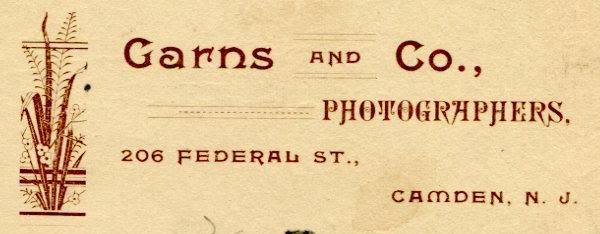 Garns AND Co.,
PHOTOGRAPHERS,
206 FEDERAL ST.,
CAMDEN, N. J.